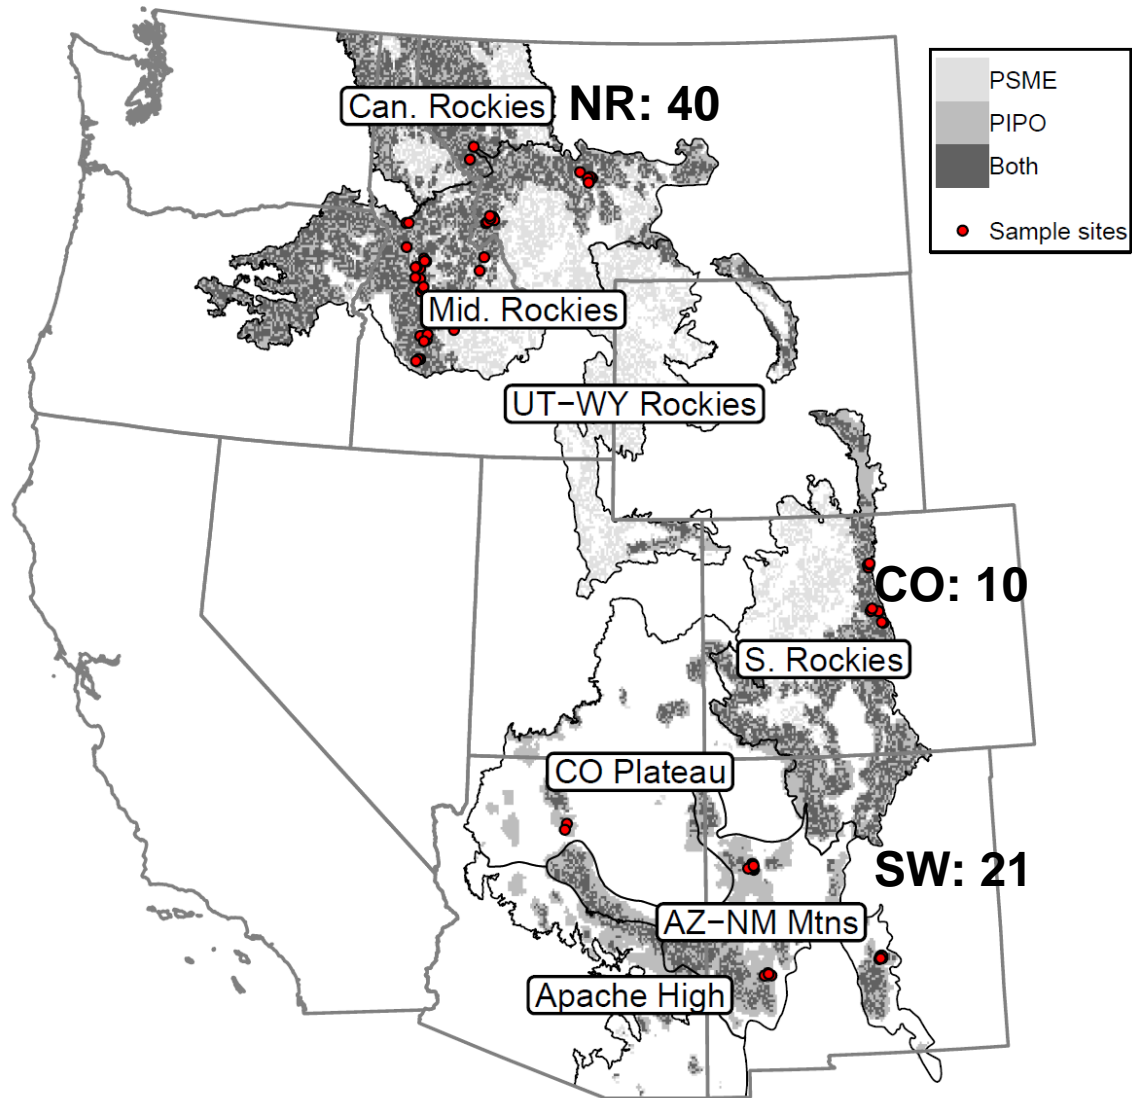 Can. Rockies
NR: 40
PSME
PIPO
Both
Sample sites
Mid. Rockies
UT−WY Rockies
CO: 10
S. Rockies
CO Plateau
SW: 21
AZ−NM Mtns
Apache High